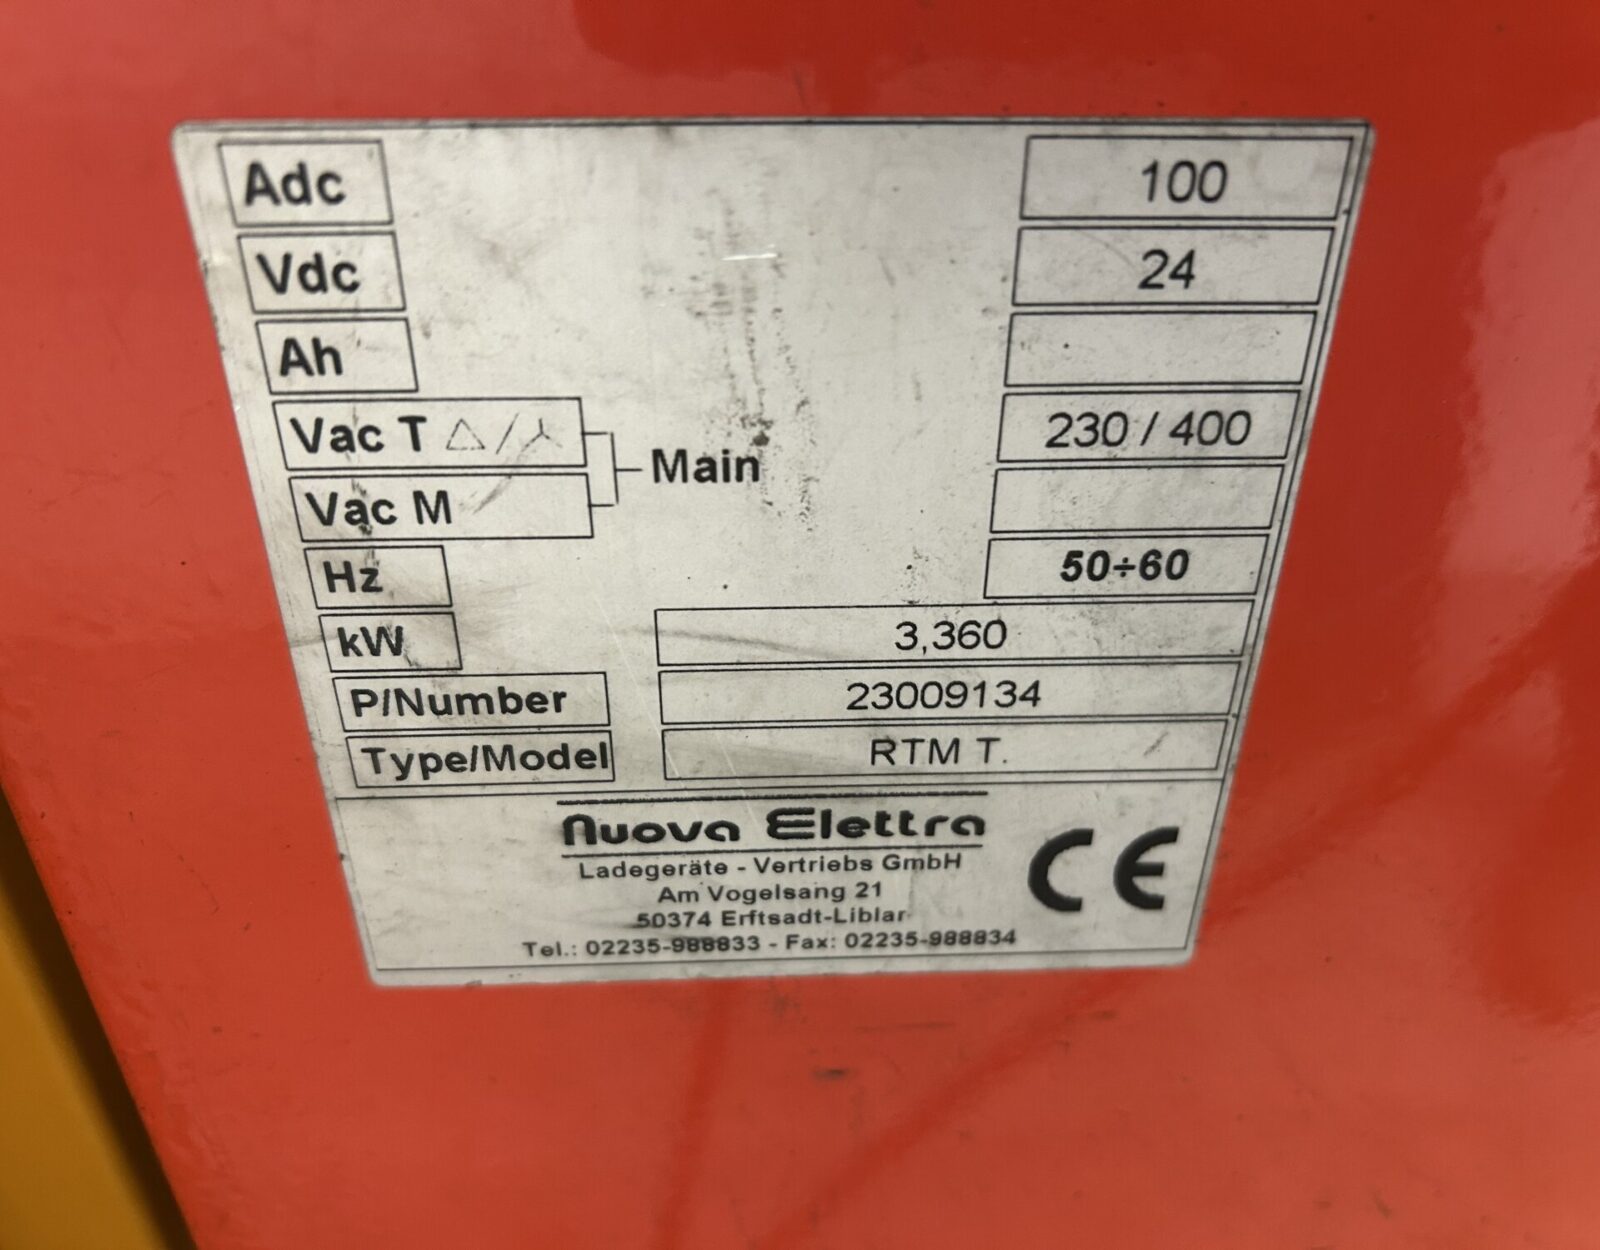 Adc 100
Vdc 24
Ah
Vac T △/⅄ 230 / 400
Main
Vac M
Hz 50÷60
kW 3,360
P/Number 23009134
Type/Model RTM T.
nuova Elettra
Ladegeräte - Vertriebs GmbH
Am Vogelsang 21
50374 Erftsadt-Liblar
Tel.: 02235-988833 - Fax: 02235-988834
CE